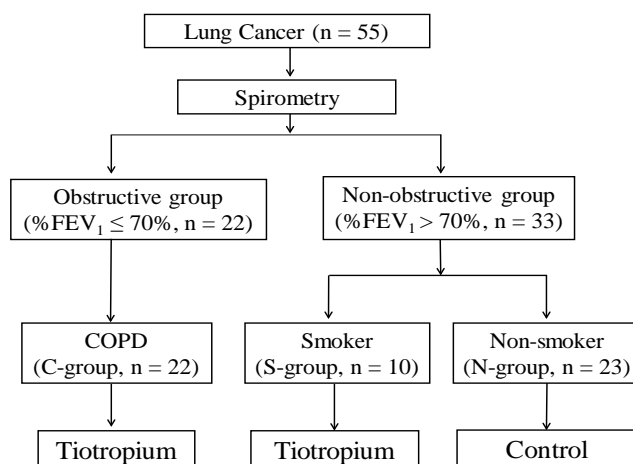 Lung Cancer (n = 55)
Spirometry
Obstructive group
(%FEV₁ ≤ 70%, n = 22)
Non-obstructive group
(%FEV₁ > 70%, n = 33)
COPD
(C-group, n = 22)
Smoker
(S-group, n = 10)
Non-smoker
(N-group, n = 23)
Tiotropium
Tiotropium
Control